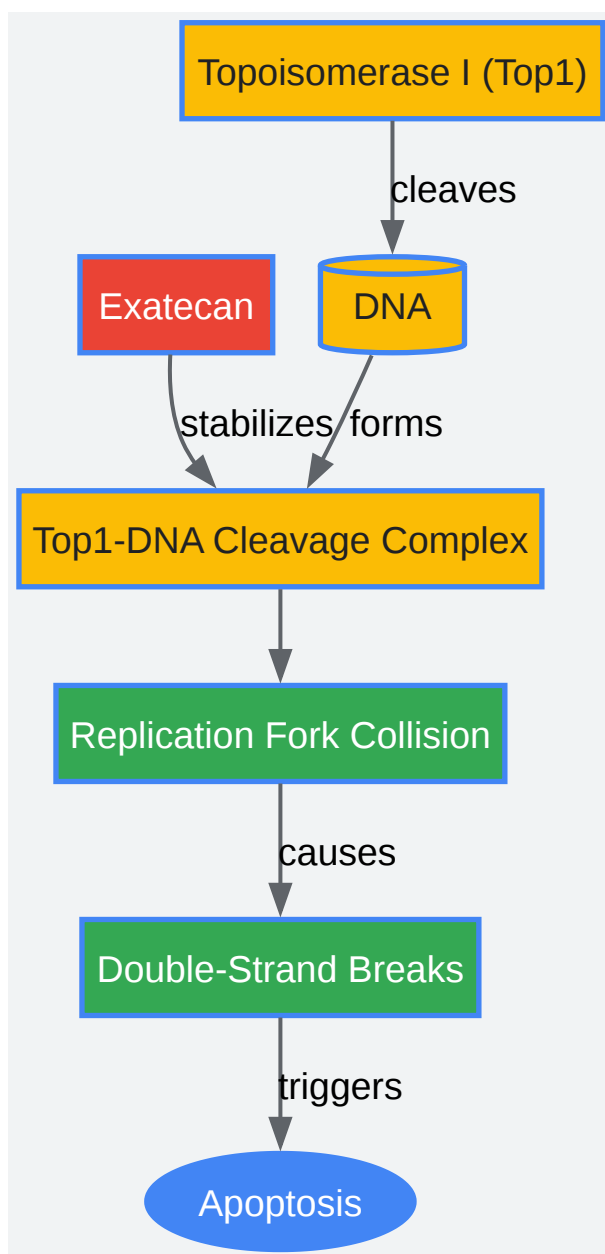 Topoisomerase I (Top1)
cleaves
Exatecan
DNA
stabilizes
forms
Top1-DNA Cleavage Complex
Replication Fork Collision
causes
Double-Strand Breaks
triggers
Apoptosis